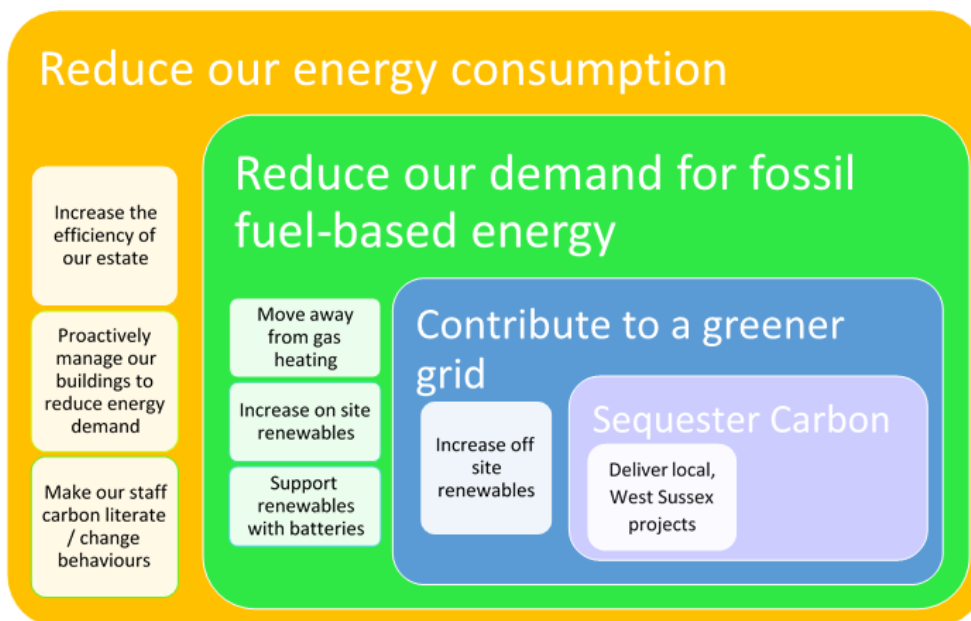 Reduce our energy consumption
Increase the
efficiency of
our estate
Proactively
manage our
buildings to
reduce energy
demand
Make our staff
carbon literate
/ change
behaviours
Reduce our demand for fossil
fuel-based energy
Move away
from gas
heating
Increase on site
renewables
Support
renewables
with batteries
Contribute to a greener
grid
Increase off
site
renewables
Sequester Carbon
Deliver local,
West Sussex
projects